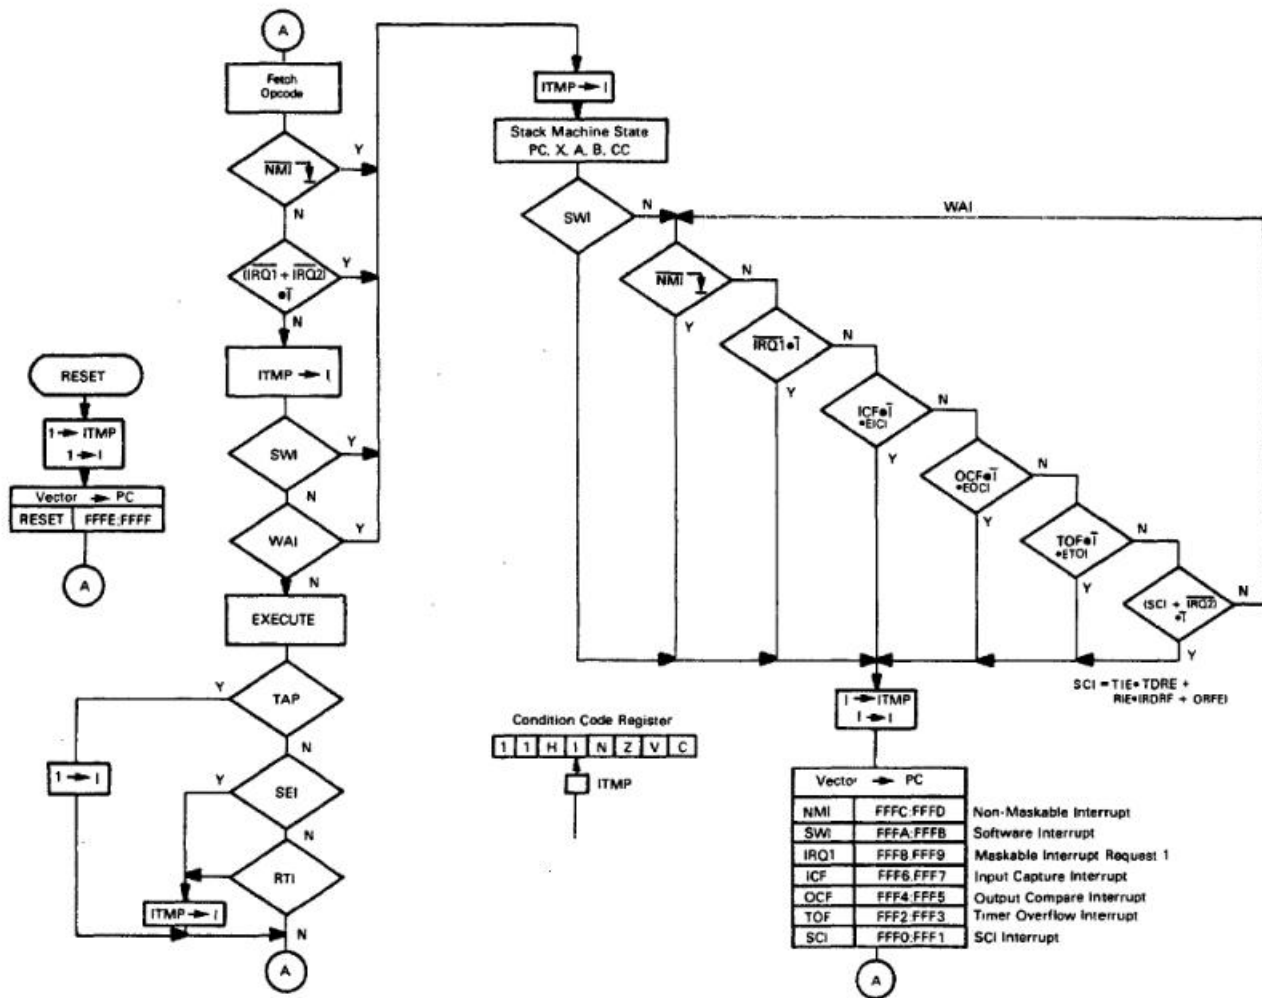 A
Fetch
Opcode
Y
NMI
N
(IRQ1 + IRQ2)
•I
Y
N
ITMP → I
SWI
Y
N
WAI
Y
N
EXECUTE
Y
TAP
N
1 → I
Y
SEI
N
RTI
ITMP → I
N
A
RESET
1 → ITMP
1 → I
Vector → PC
RESET FFFE:FFFF
A
ITMP → I
Stack Machine State
PC, X, A, B, CC
SWI
N
WAI
NMI
N
Y
IRQ1•I
N
Y
ICF•I
•EICI
N
Y
OCF•I
•EOCI
N
Y
TOF•I
•ETOI
N
Y
(SCI + IRQ2)
•I
N
Y
SCI = TIE•TDRE +
RIE•(RDRF + ORFE)
I → ITMP
1 → I
Condition Code Register
1 1 H I N Z V C
ITMP
Vector → PC
NMI FFFC:FFFD Non-Maskable Interrupt
SWI FFFA:FFFB Software Interrupt
IRQ1 FFF8:FFF9 Maskable Interrupt Request 1
ICF FFF6:FFF7 Input Capture Interrupt
OCF FFF4:FFF5 Output Compare Interrupt
TOF FFF2:FFF3 Timer Overflow Interrupt
SCI FFF0:FFF1 SCI Interrupt
A